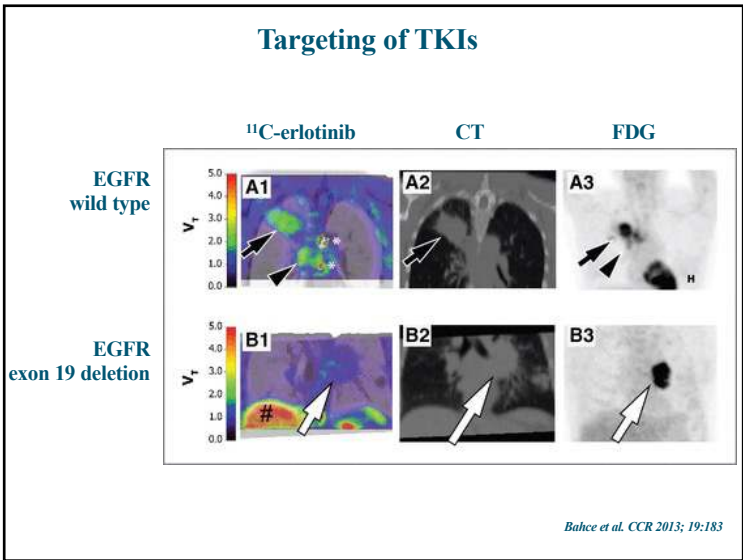 Targeting of TKIs
¹¹C-erlotinib CT FDG
EGFR
wild type
5.0
4.0
3.0
2.0
1.0
0.0
V_T
A1
* *
*
A2
A3
H
EGFR
exon 19 deletion
5.0
4.0
3.0
2.0
1.0
0.0
V_T
B1
#
B2
B3
Bahce et al. CCR 2013; 19:183